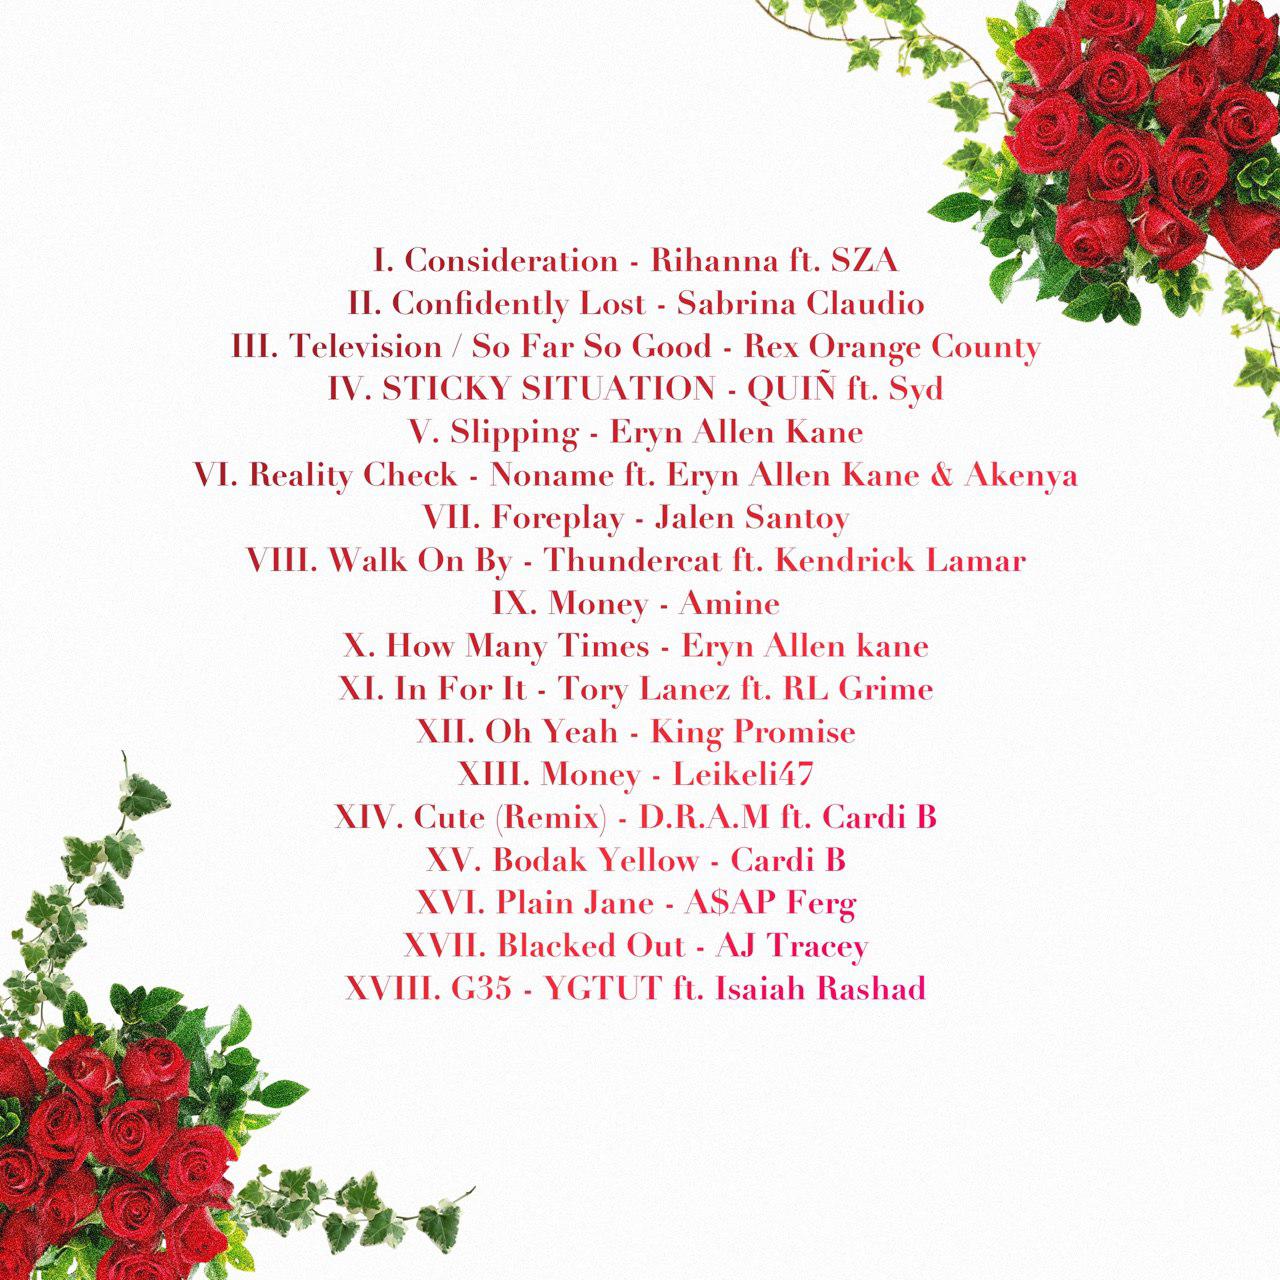 I. Consideration - Rihanna ft. SZA
II. Confidently Lost - Sabrina Claudio
III. Television / So Far So Good - Rex Orange County
IV. STICKY SITUATION - QUIÑ ft. Syd
V. Slipping - Eryn Allen Kane
VI. Reality Check - Noname ft. Eryn Allen Kane & Akenya
VII. Foreplay - Jalen Santoy
VIII. Walk On By - Thundercat ft. Kendrick Lamar
IX. Money - Amine
X. How Many Times - Eryn Allen kane
XI. In For It - Tory Lanez ft. RL Grime
XII. Oh Yeah - King Promise
XIII. Money - Leikeli47
XIV. Cute (Remix) - D.R.A.M ft. Cardi B
XV. Bodak Yellow - Cardi B
XVI. Plain Jane - A$AP Ferg
XVII. Blacked Out - AJ Tracey
XVIII. G35 - YGTUT ft. Isaiah Rashad